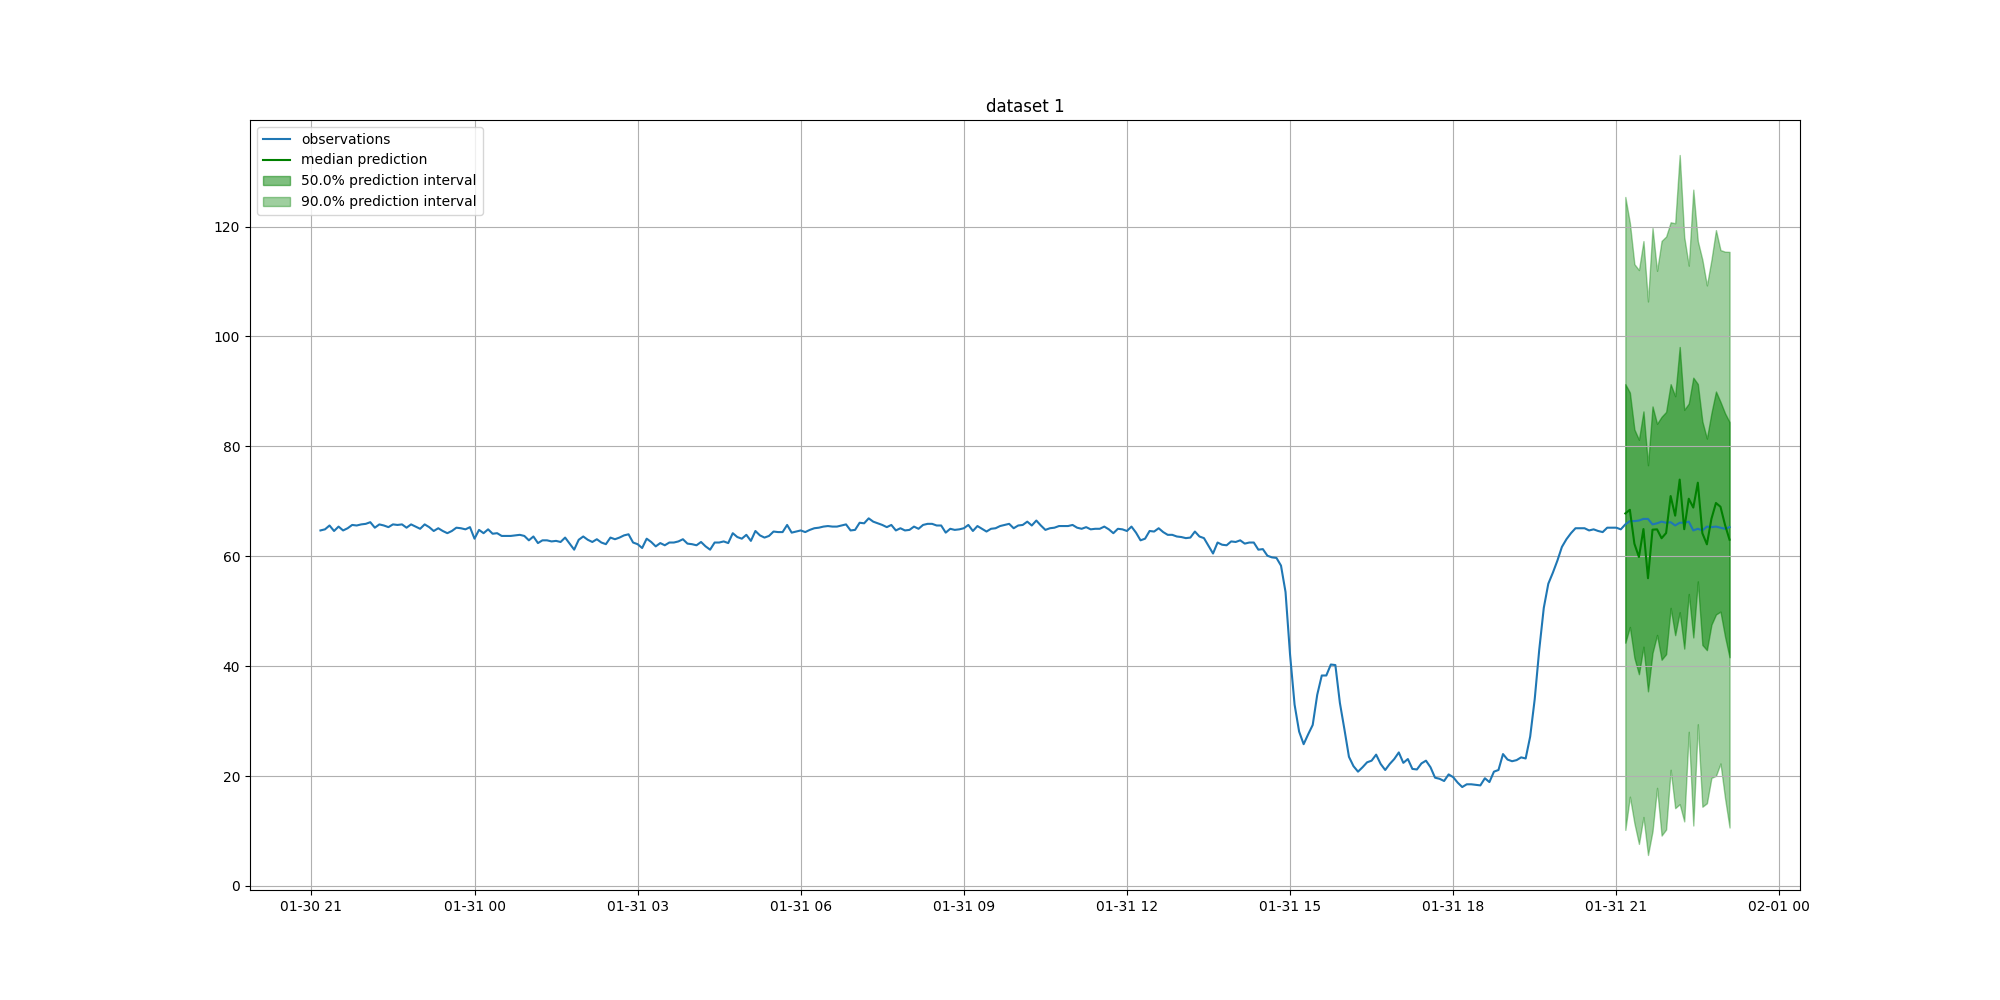 dataset 1
observations
median prediction
50.0% prediction interval
90.0% prediction interval
120
100
80
60
40
20
0
01-30 21 01-31 00 01-31 03 01-31 06 01-31 09 01-31 12 01-31 15 01-31 18 01-31 21 02-01 00